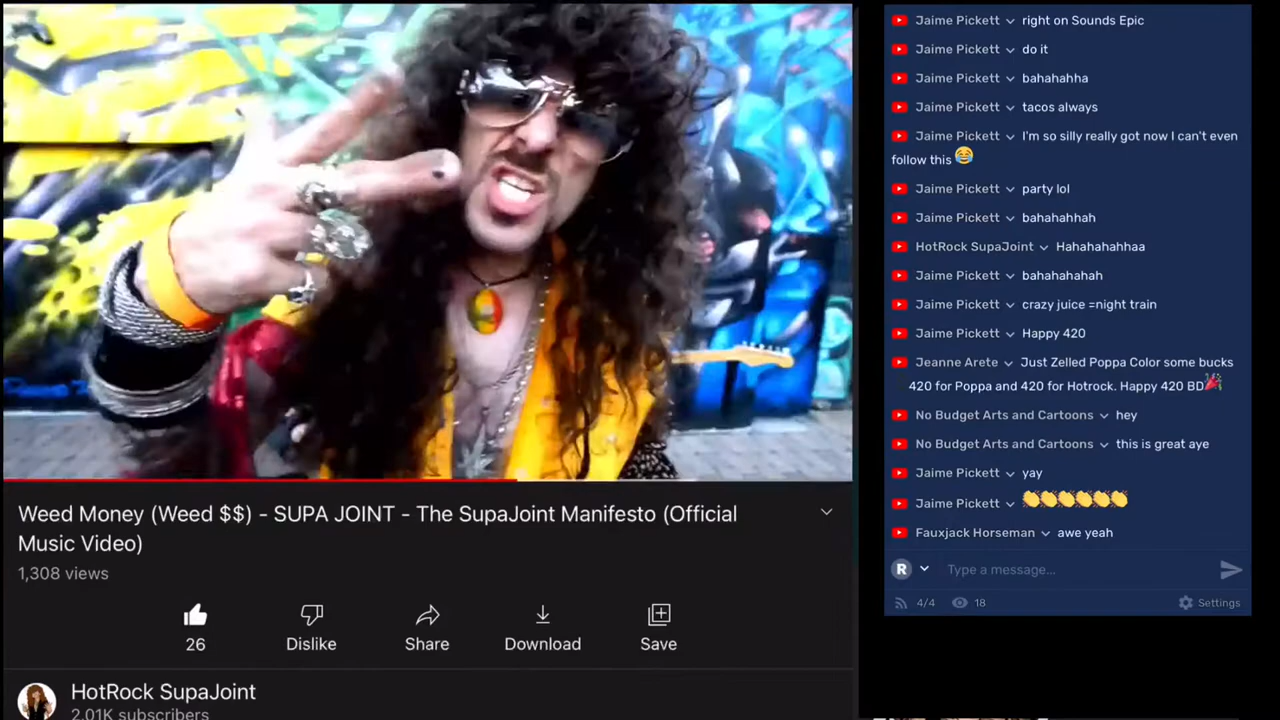 Weed Money (Weed $$) - SUPA JOINT - The SupaJoint Manifesto (Official
Music Video)
1,308 views
26
Dislike
Share
Download
Save
HotRock SupaJoint
2.01K subscribers
Jaime Pickett right on Sounds Epic
Jaime Pickett do it
Jaime Pickett bahahahha
Jaime Pickett tacos always
Jaime Pickett I'm so silly really got now I can't even
follow this 😂
Jaime Pickett party lol
Jaime Pickett bahahahhah
HotRock SupaJoint Hahahahahhaa
Jaime Pickett bahahahahah
Jaime Pickett crazy juice =night train
Jaime Pickett Happy 420
Jeanne Arete Just Zelled Poppa Color some bucks
420 for Poppa and 420 for Hotrock. Happy 420 BD🎉
No Budget Arts and Cartoons hey
No Budget Arts and Cartoons this is great aye
Jaime Pickett yay
Jaime Pickett 👏👏👏👏👏👏
Fauxjack Horseman awe yeah
R Type a message...
4/4 18 Settings